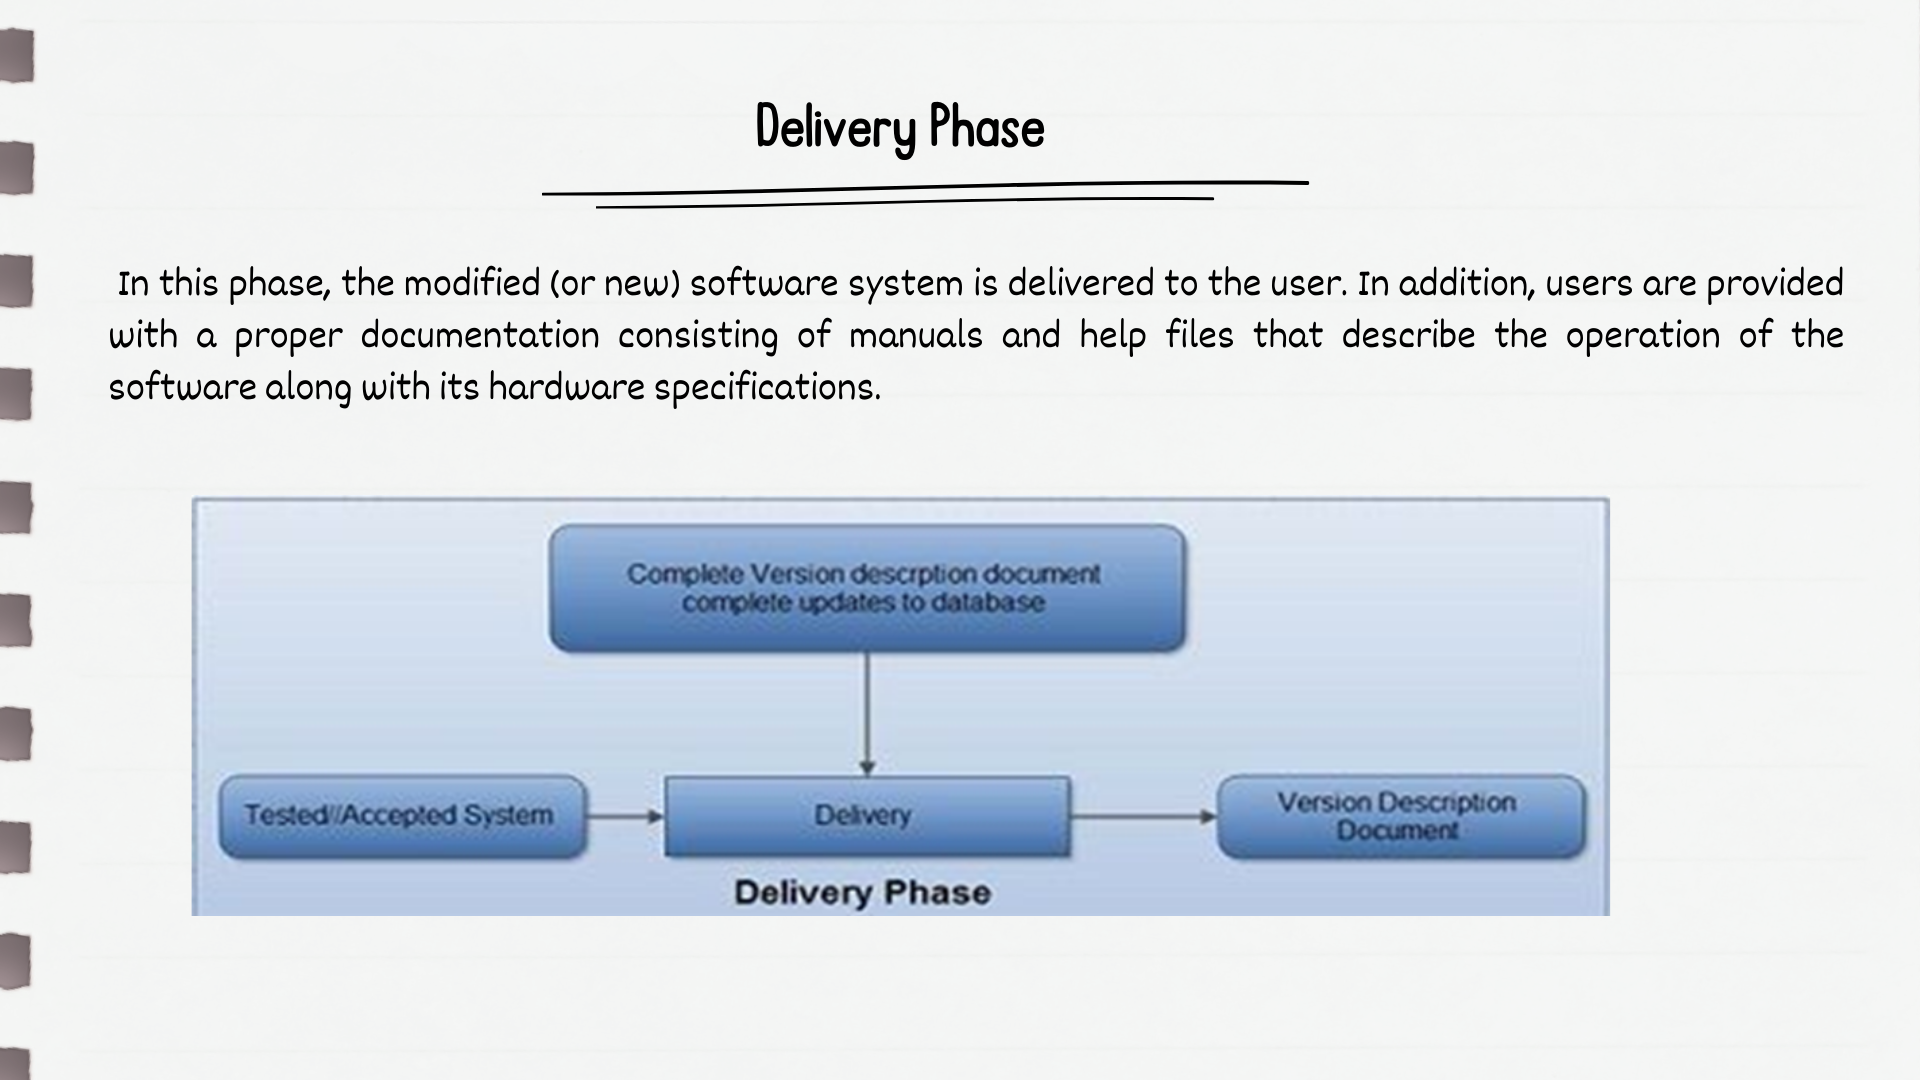 Delivery Phase
In this phase, the modified (or new) software system is delivered to the user. In addition, users are provided
with a proper documentation consisting of manuals and help files that describe the operation of the
software along with its hardware specifications.
Complete Version descrption document
complete updates to database
Tested//Accepted System
Delivery
Version Description
Document
Delivery Phase